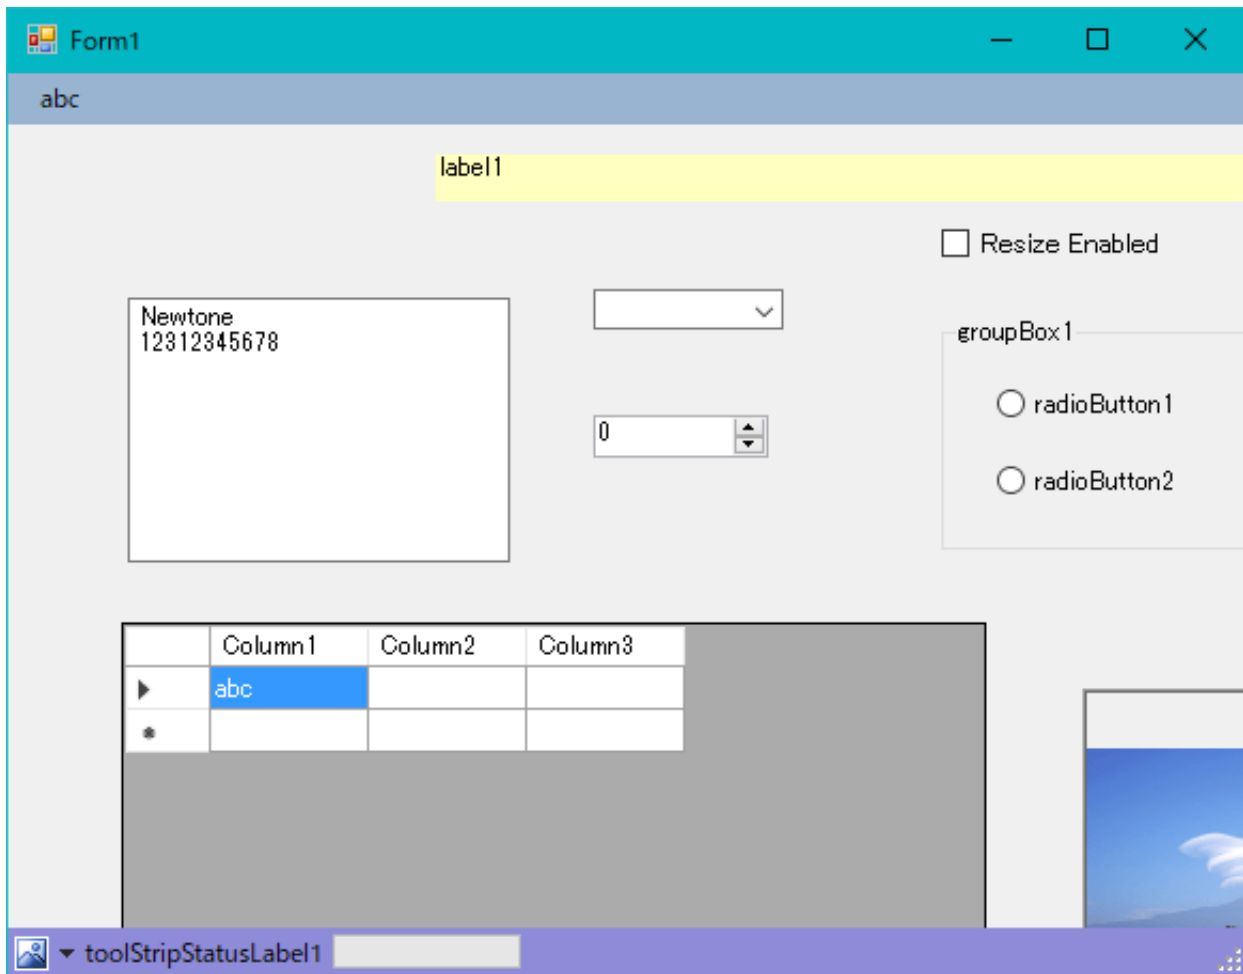 Form1
abc
label1
Resize Enabled
Newtone
12312345678
groupBox1
radioButton1
0
radioButton2
Column1 Column2 Column3
abc
toolStripStatusLabel1